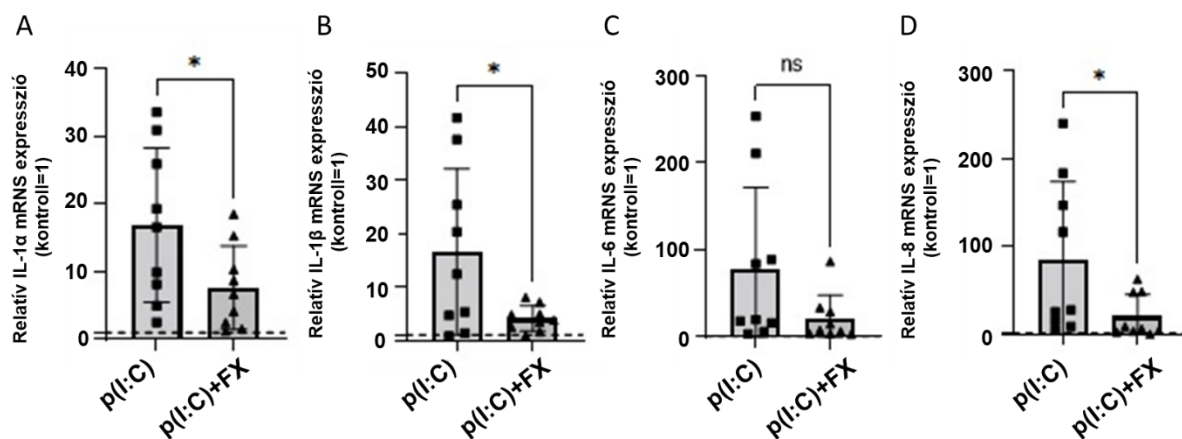 A
Relatív IL-1α mRNS expresszió
(kontroll=1)
40
30
20
10
0
*
p(I:C)
p(I:C)+FX
B
Relatív IL-1β mRNS expresszió
(kontroll=1)
50
40
30
20
10
0
*
p(I:C)
p(I:C)+FX
C
Relatív IL-6 mRNS expresszió
(kontroll=1)
300
200
100
0
ns
p(I:C)
p(I:C)+FX
D
Relatív IL-8 mRNS expresszió
(kontroll=1)
300
200
100
0
*
p(I:C)
p(I:C)+FX